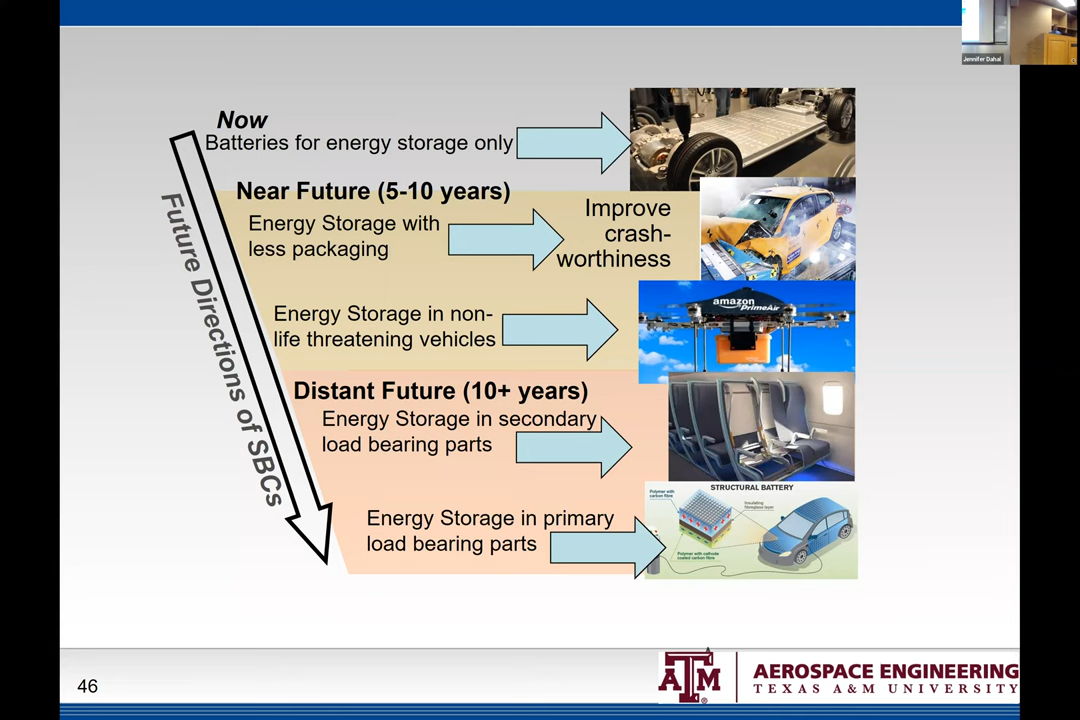 Jennifer Dahal
Now
Batteries for energy storage only
Near Future (5-10 years)
Energy Storage with
less packaging
Improve
crash-
worthiness
Energy Storage in non-
life threatening vehicles
amazon
PrimeAir
Distant Future (10+ years)
Energy Storage in secondary
load bearing parts
Energy Storage in primary
load bearing parts
STRUCTURAL BATTERY
Polymer with
carbon fibre
Insulating
fibreglass layer
Polymer with cathode
coated carbon fibre
Future Directions of SBCs
46
ATM
AEROSPACE ENGINEERING
TEXAS A&M UNIVERSITY